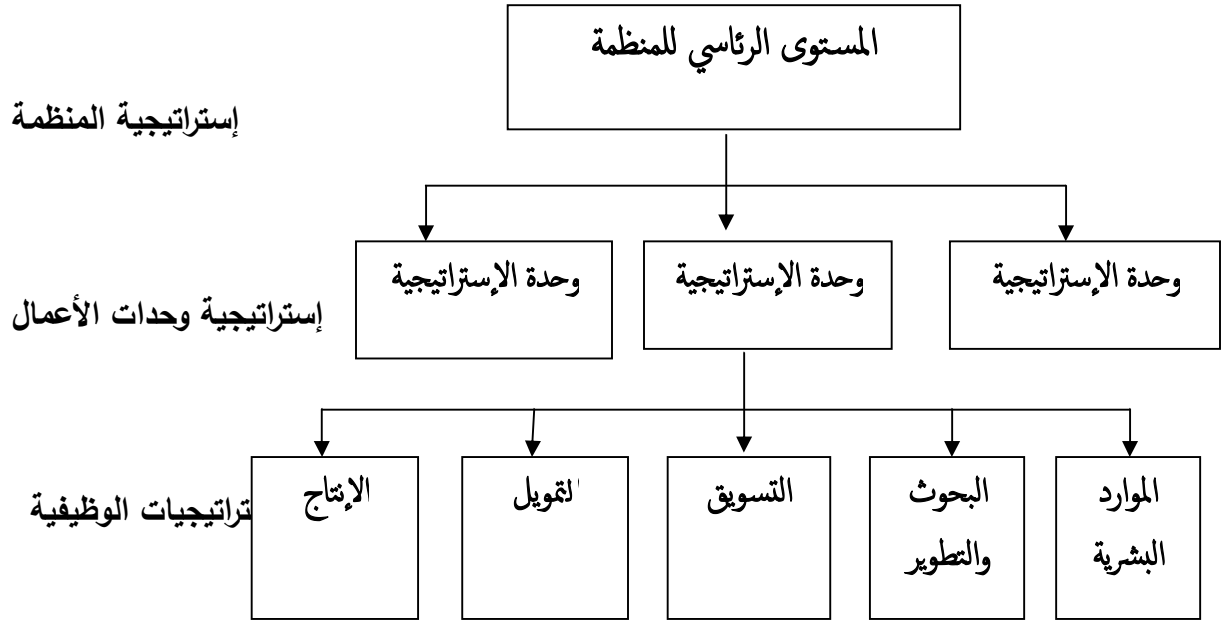 المستوى الرئاسي للمنظمة
إستراتيجية المنظمة
وحدة الإستراتيجية
وحدة الإستراتيجية
وحدة الإستراتيجية
إستراتيجية وحدات الأعمال
الموارد
البشرية
البحوث
والتطوير
التسويق
التمويل
الإنتاج
تراتيجيات الوظيفية